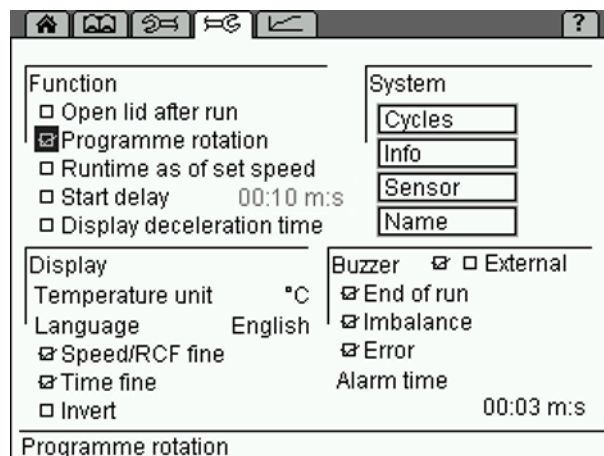 ?
Function
Open lid after run
Programme rotation
Runtime as of set speed
Start delay 00:10 m:s
Display deceleration time
System
Cycles
Info
Sensor
Name
Display
Temperature unit °C
Language English
Speed/RCF fine
Time fine
Invert
Buzzer External
End of run
Imbalance
Error
Alarm time
00:03 m:s
Programme rotation